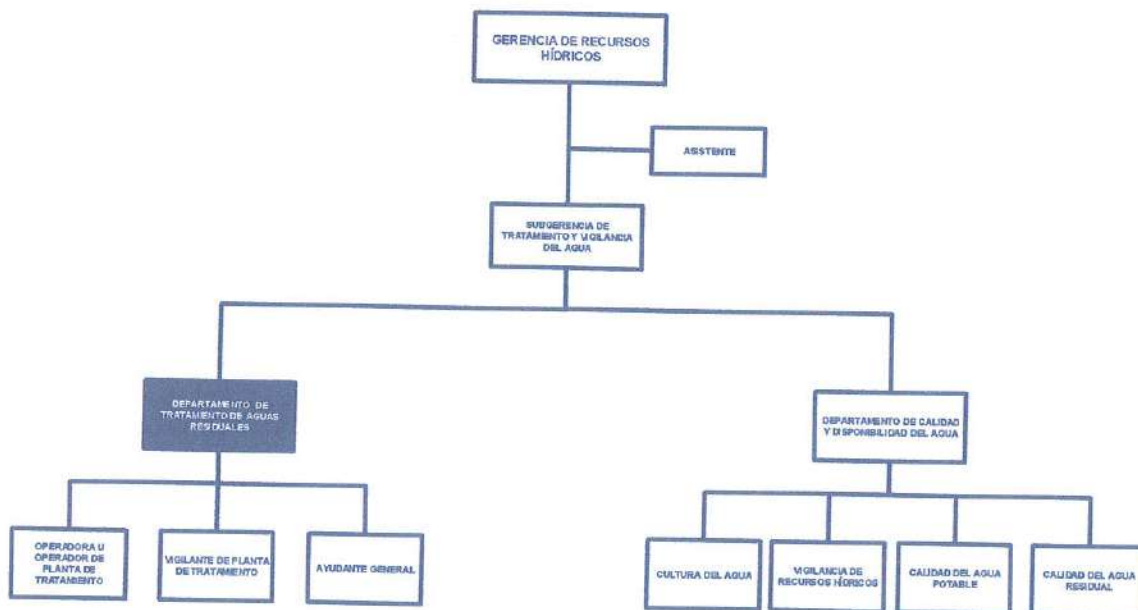 GERENCIA DE RECURSOS
HÍDRICOS
ASISTENTE
SUBGERENCIA DE
TRATAMIENTO Y VIGILANCIA
DEL AGUA
DEPARTAMENTO DE
TRATAMIENTO DE AGUAS
RESIDUALES
DEPARTAMENTO DE CALIDAD
Y DISPONIBILIDAD DEL AGUA
OPERADORA U
OPERADOR DE
PLANTA DE
TRATAMIENTO
VIGILANTE DE PLANTA
DE TRATAMIENTO
AYUDANTE GENERAL
CULTURA DEL AGUA
VIGILANCIA DE
RECURSOS HÍDRICOS
CALIDAD DEL AGUA
POTABLE
CALIDAD DEL AGUA
RESIDUAL